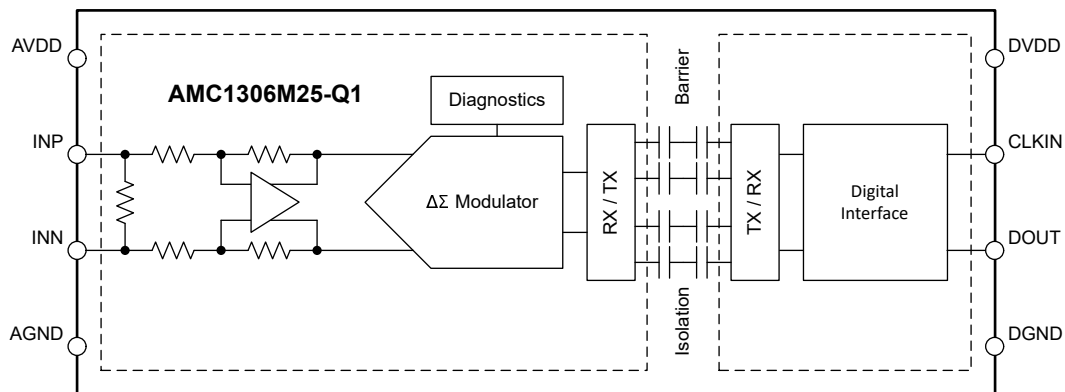 AVDD
DVDD
AMC1306M25-Q1
Diagnostics
Barrier
INP
CLKIN
ΔΣ Modulator
RX / TX
TX / RX
Digital
Interface
INN
DOUT
Isolation
AGND
DGND